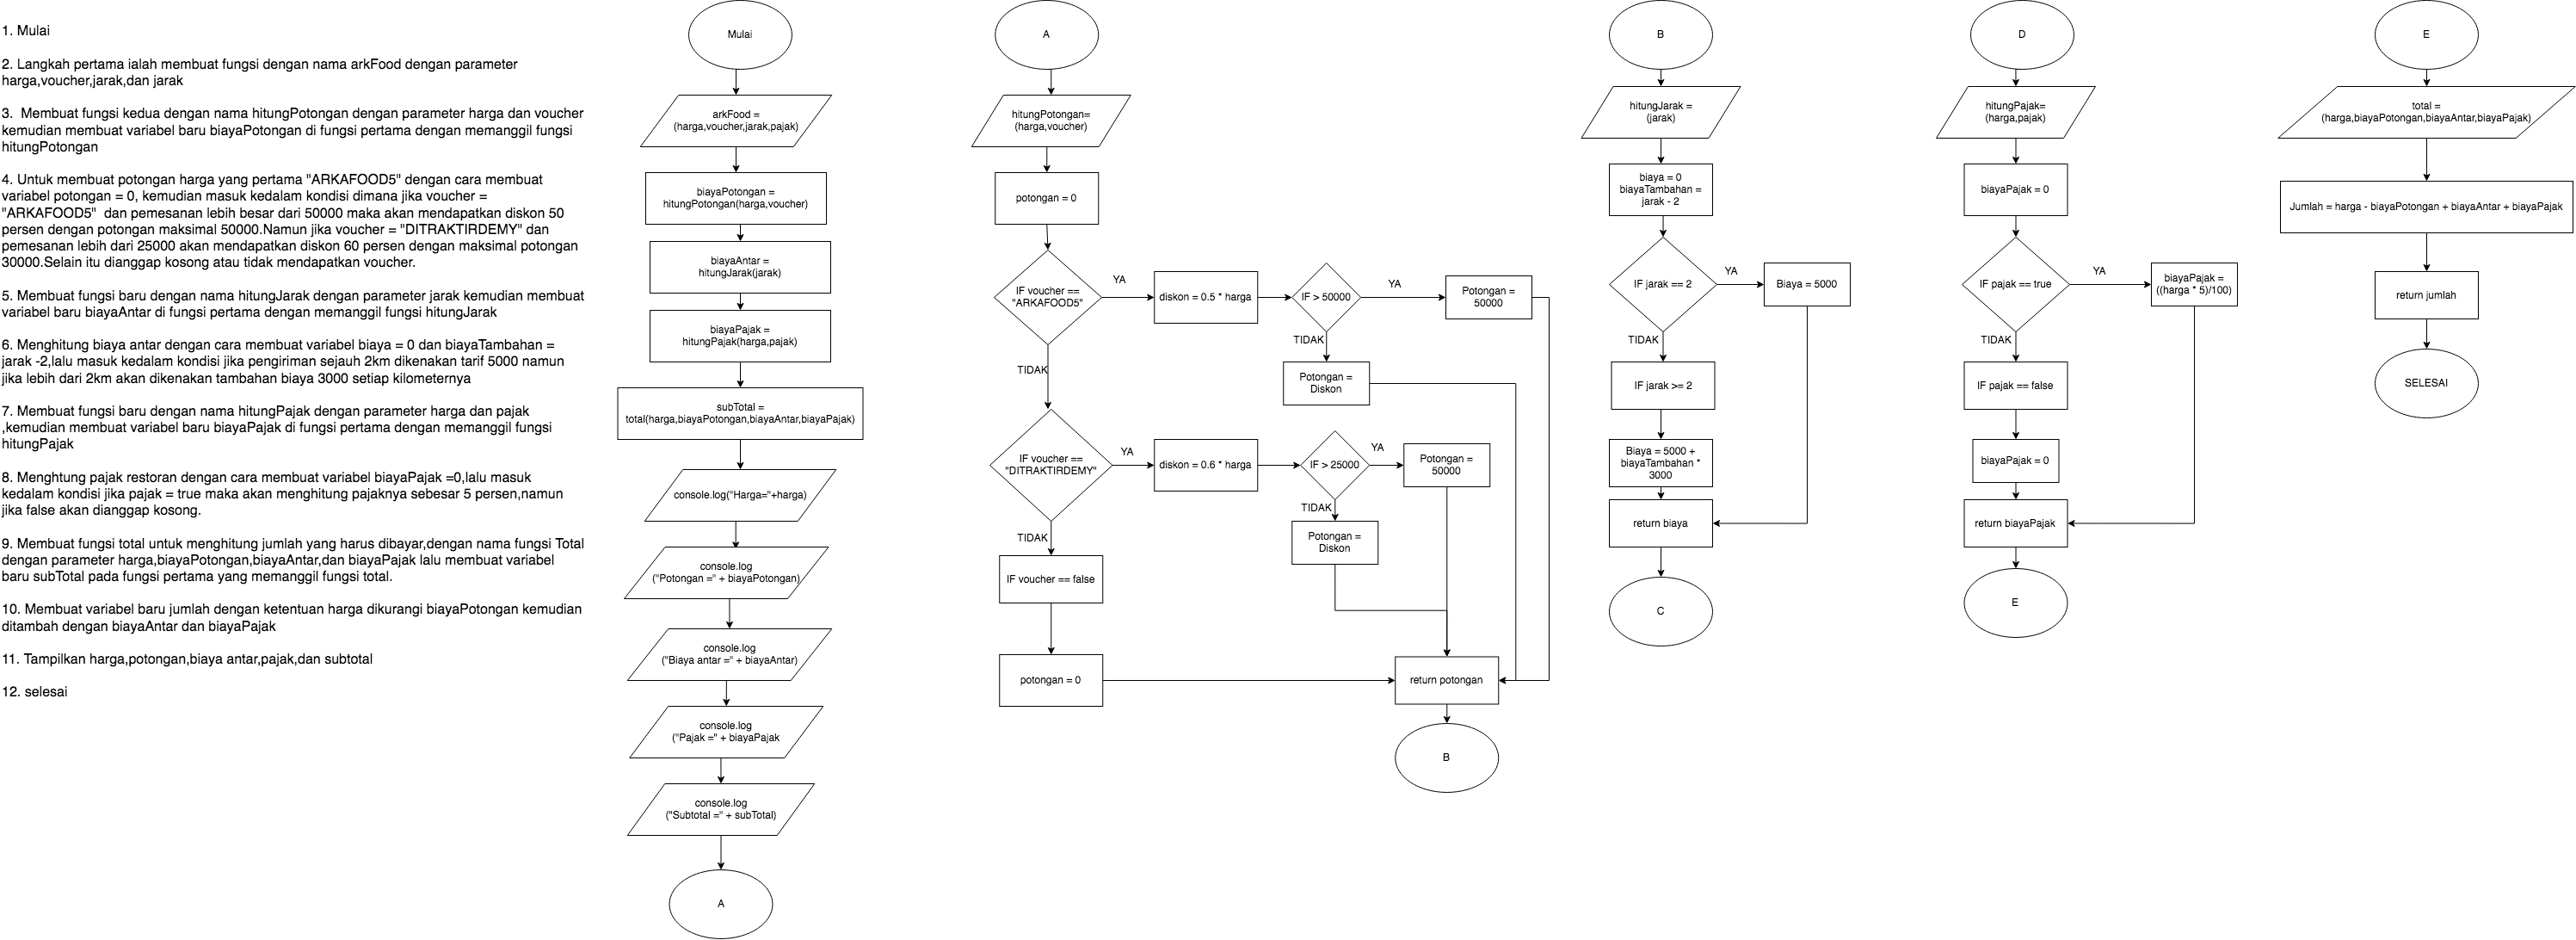 1. Mulai
2. Langkah pertama ialah membuat fungsi dengan nama arkFood dengan parameter
harga,voucher,jarak,dan jarak
3.  Membuat fungsi kedua dengan nama hitungPotongan dengan parameter harga dan voucher
kemudian membuat variabel baru biayaPotongan di fungsi pertama dengan memanggil fungsi
hitungPotongan
4. Untuk membuat potongan harga yang pertama "ARKAFOOD5" dengan cara membuat
variabel potongan = 0, kemudian masuk kedalam kondisi dimana jika voucher =
"ARKAFOOD5"  dan pemesanan lebih besar dari 50000 maka akan mendapatkan diskon 50
persen dengan potongan maksimal 50000.Namun jika voucher = "DITRAKTIRDEMY" dan
pemesanan lebih dari 25000 akan mendapatkan diskon 60 persen dengan maksimal potongan
30000.Selain itu dianggap kosong atau tidak mendapatkan voucher.
5. Membuat fungsi baru dengan nama hitungJarak dengan parameter jarak kemudian membuat
variabel baru biayaAntar di fungsi pertama dengan memanggil fungsi hitungJarak
6. Menghitung biaya antar dengan cara membuat variabel biaya = 0 dan biayaTambahan =
jarak -2,lalu masuk kedalam kondisi jika pengiriman sejauh 2km dikenakan tarif 5000 namun
jika lebih dari 2km akan dikenakan tambahan biaya 3000 setiap kilometernya
7. Membuat fungsi baru dengan nama hitungPajak dengan parameter harga dan pajak
,kemudian membuat variabel baru biayaPajak di fungsi pertama dengan memanggil fungsi
hitungPajak
8. Menghtung pajak restoran dengan cara membuat variabel biayaPajak =0,lalu masuk
kedalam kondisi jika pajak = true maka akan menghitung pajaknya sebesar 5 persen,namun
jika false akan dianggap kosong.
9. Membuat fungsi total untuk menghitung jumlah yang harus dibayar,dengan nama fungsi Total
dengan parameter harga,biayaPotongan,biayaAntar,dan biayaPajak lalu membuat variabel
baru subTotal pada fungsi pertama yang memanggil fungsi total.
10. Membuat variabel baru jumlah dengan ketentuan harga dikurangi biayaPotongan kemudian
ditambah dengan biayaAntar dan biayaPajak
11. Tampilkan harga,potongan,biaya antar,pajak,dan subtotal
12. selesai
Mulai
arkFood =
(harga,voucher,jarak,pajak)
biayaPotongan =
hitungPotongan(harga,voucher)
biayaAntar =
hitungJarak(jarak)
biayaPajak =
hitungPajak(harga,pajak)
subTotal =
total(harga,biayaPotongan,biayaAntar,biayaPajak)
console.log("Harga="+harga)
console.log
("Potongan =" + biayaPotongan)
console.log
("Biaya antar =" + biayaAntar)
console.log
("Pajak =" + biayaPajak
console.log
("Subtotal =" + subTotal)
A
A
hitungPotongan=
(harga,voucher)
potongan = 0
IF voucher ==
"ARKAFOOD5"
YA
diskon = 0.5 * harga
IF > 50000
YA
Potongan =
50000
TIDAK
Potongan =
Diskon
TIDAK
IF voucher ==
"DITRAKTIRDEMY"
YA
diskon = 0.6 * harga
IF > 25000
YA
Potongan =
50000
TIDAK
Potongan =
Diskon
TIDAK
IF voucher == false
potongan = 0
return potongan
B
B
hitungJarak =
(jarak)
biaya = 0
biayaTambahan =
jarak - 2
IF jarak == 2
YA
Biaya = 5000
TIDAK
IF jarak >= 2
Biaya = 5000 +
biayaTambahan *
3000
return biaya
C
D
hitungPajak=
(harga,pajak)
biayaPajak = 0
IF pajak == true
YA
biayaPajak =
((harga * 5)/100)
TIDAK
IF pajak == false
biayaPajak = 0
return biayaPajak
E
E
total =
(harga,biayaPotongan,biayaAntar,biayaPajak)
Jumlah = harga - biayaPotongan + biayaAntar + biayaPajak
return jumlah
SELESAI